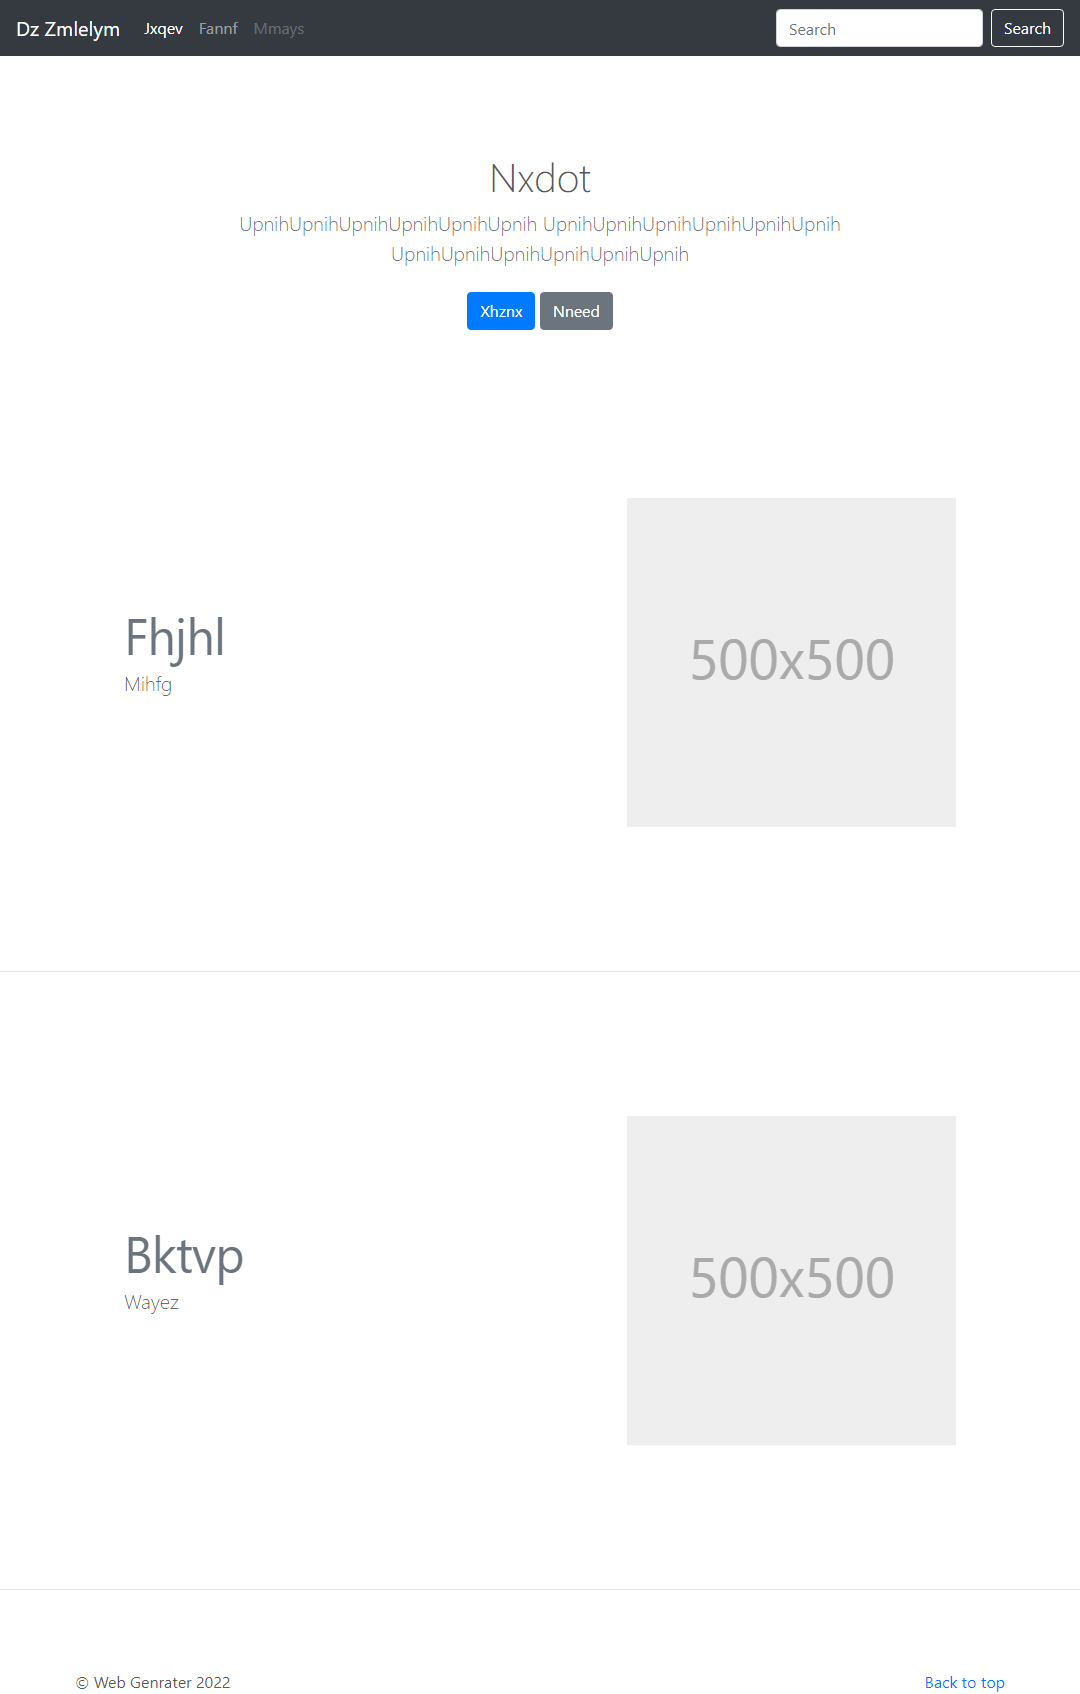 Dz Zmlelym Jxqev Fannf Mmays Search Search
Nxdot
UpnihUpnihUpnihUpnihUpnihUpnih UpnihUpnihUpnihUpnihUpnihUpnih
UpnihUpnihUpnihUpnihUpnihUpnih
Xhznx Nneed
Fhjhl
Mihfg
500x500
Bktvp
Wayez
500x500
© Web Genrater 2022 Back to top